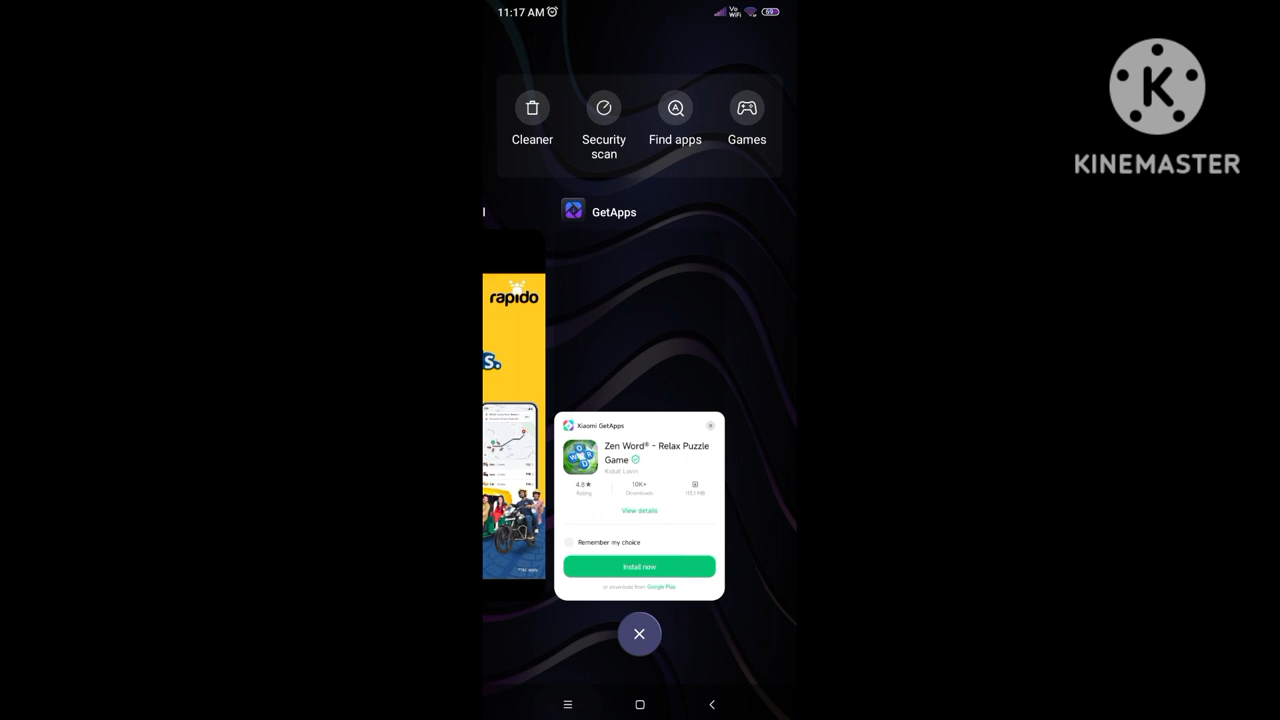 11:17 AM
Vo
WiFi
69
K
KINEMASTER
Cleaner
Security
scan
Find apps
Games
GetApps
rapido
s.
Xiaomi GetApps
Zen Word® - Relax Puzzle
Game
4.8★
10K+
Rating
Downloads
View details
Remember my choice
Install now
or download from Google Play